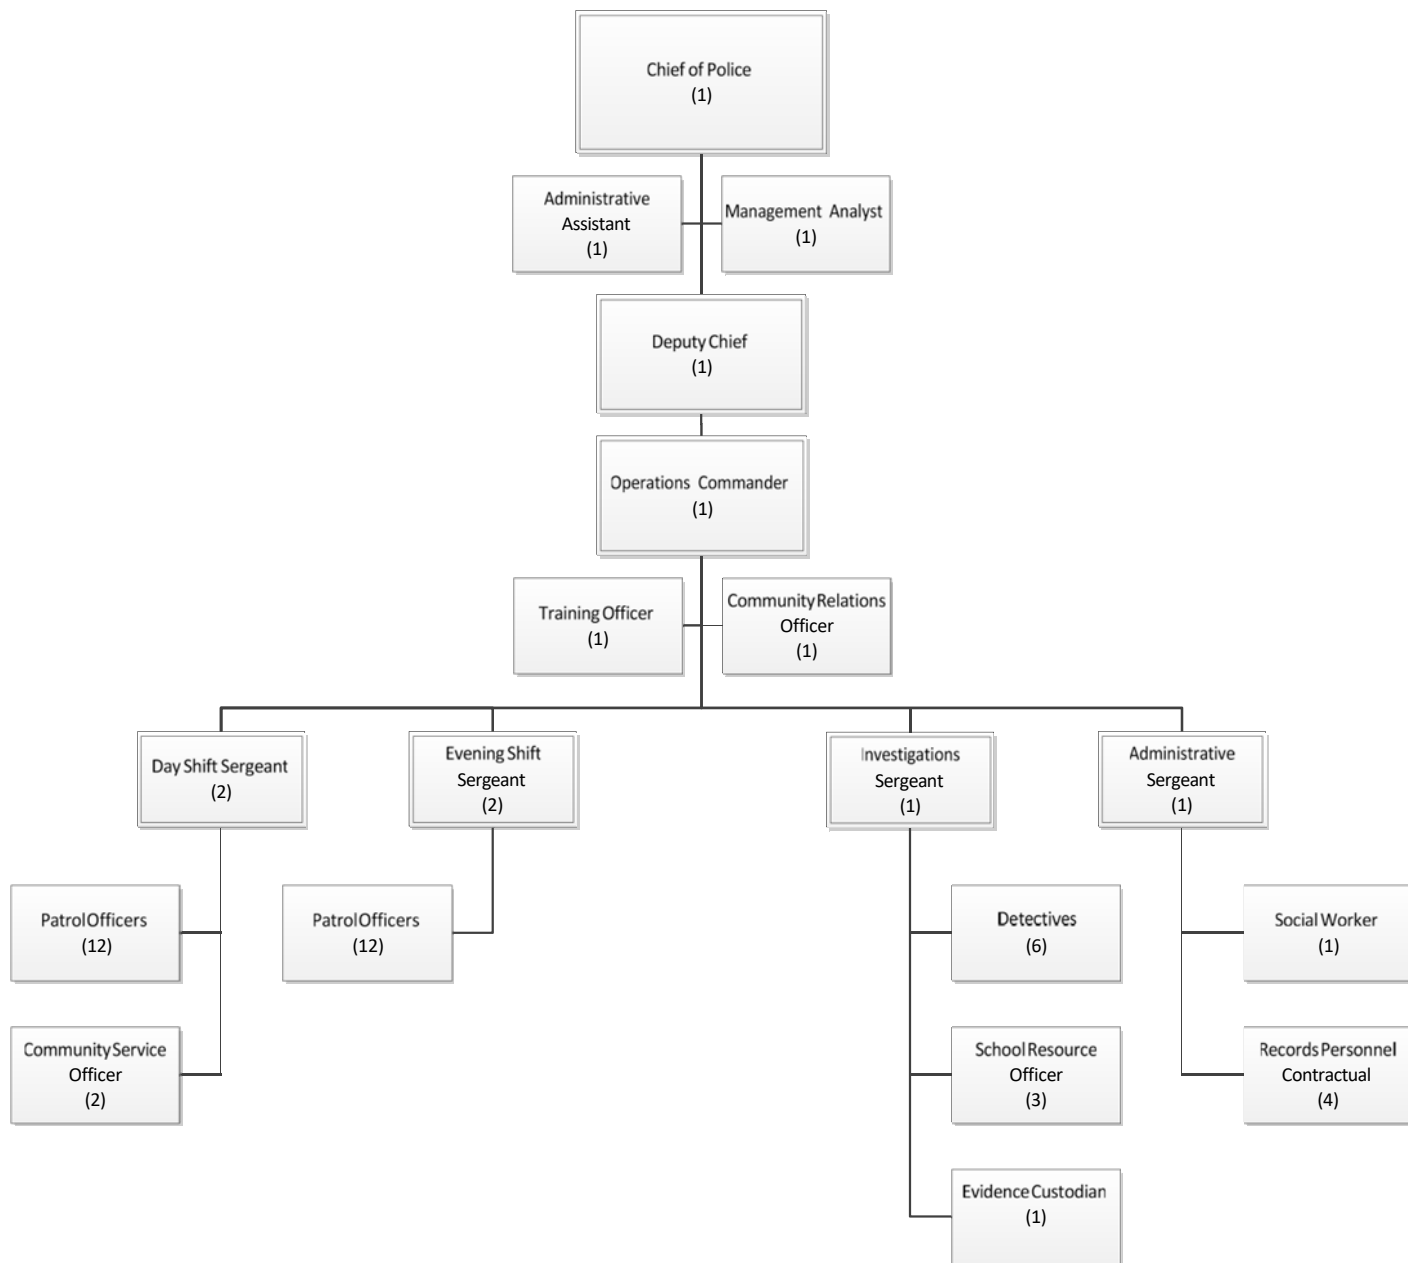 Chief of Police
(1)
Administrative
Assistant
(1)
Management Analyst
(1)
Deputy Chief
(1)
Operations Commander
(1)
Training Officer
(1)
Community Relations
Officer
(1)
Day Shift Sergeant
(2)
Evening Shift
Sergeant
(2)
Investigations
Sergeant
(1)
Administrative
Sergeant
(1)
Patrol Officers
(12)
Patrol Officers
(12)
Detectives
(6)
Social Worker
(1)
Community Service
Officer
(2)
School Resource
Officer
(3)
Records Personnel
Contractual
(4)
Evidence Custodian
(1)